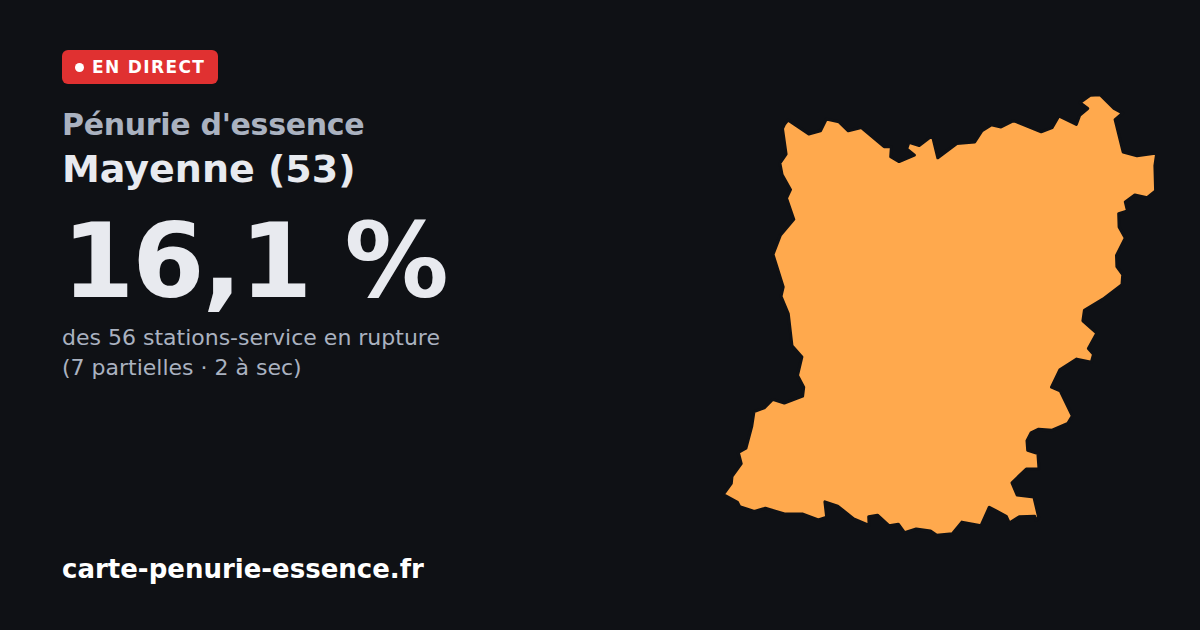 EN DIRECT
Pénurie d'essence
Mayenne (53)
16,1 %
des 56 stations-service en rupture
(7 partielles · 2 à sec)
carte-penurie-essence.fr